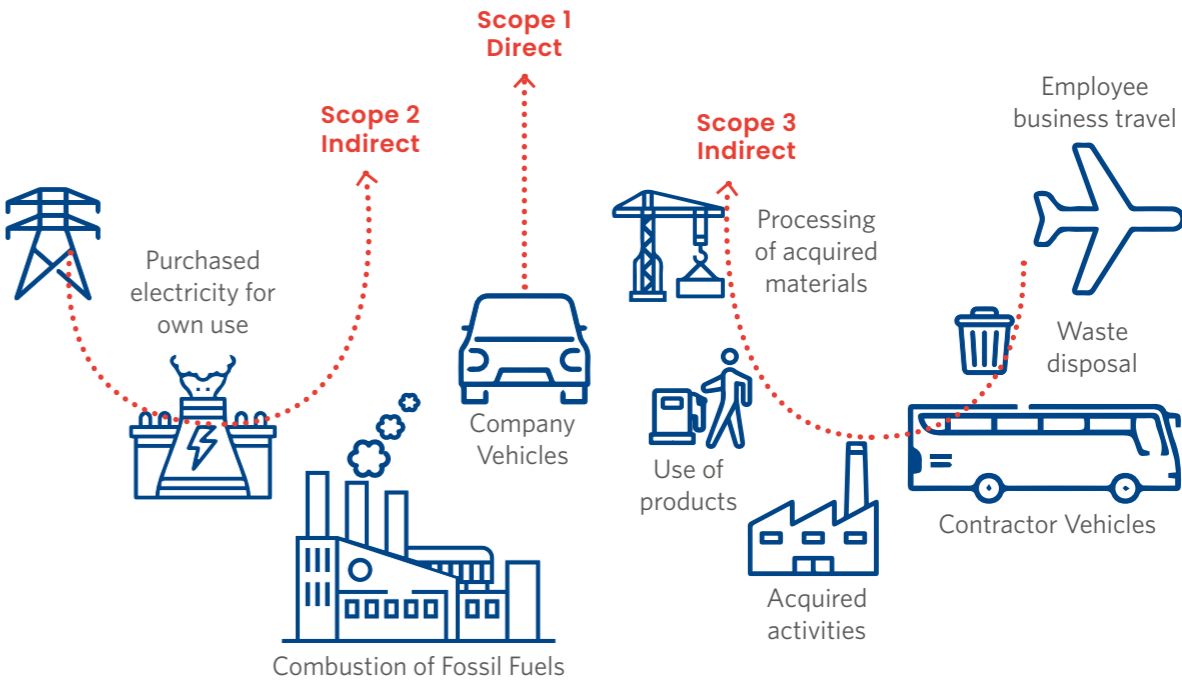 Scope 1
Direct
Scope 2
Indirect
Scope 3
Indirect
Employee
business travel
Processing
of acquired
materials
Purchased
electricity for
own use
Waste
disposal
Company
Vehicles
Use of
products
Contractor Vehicles
Acquired
activities
Combustion of Fossil Fuels